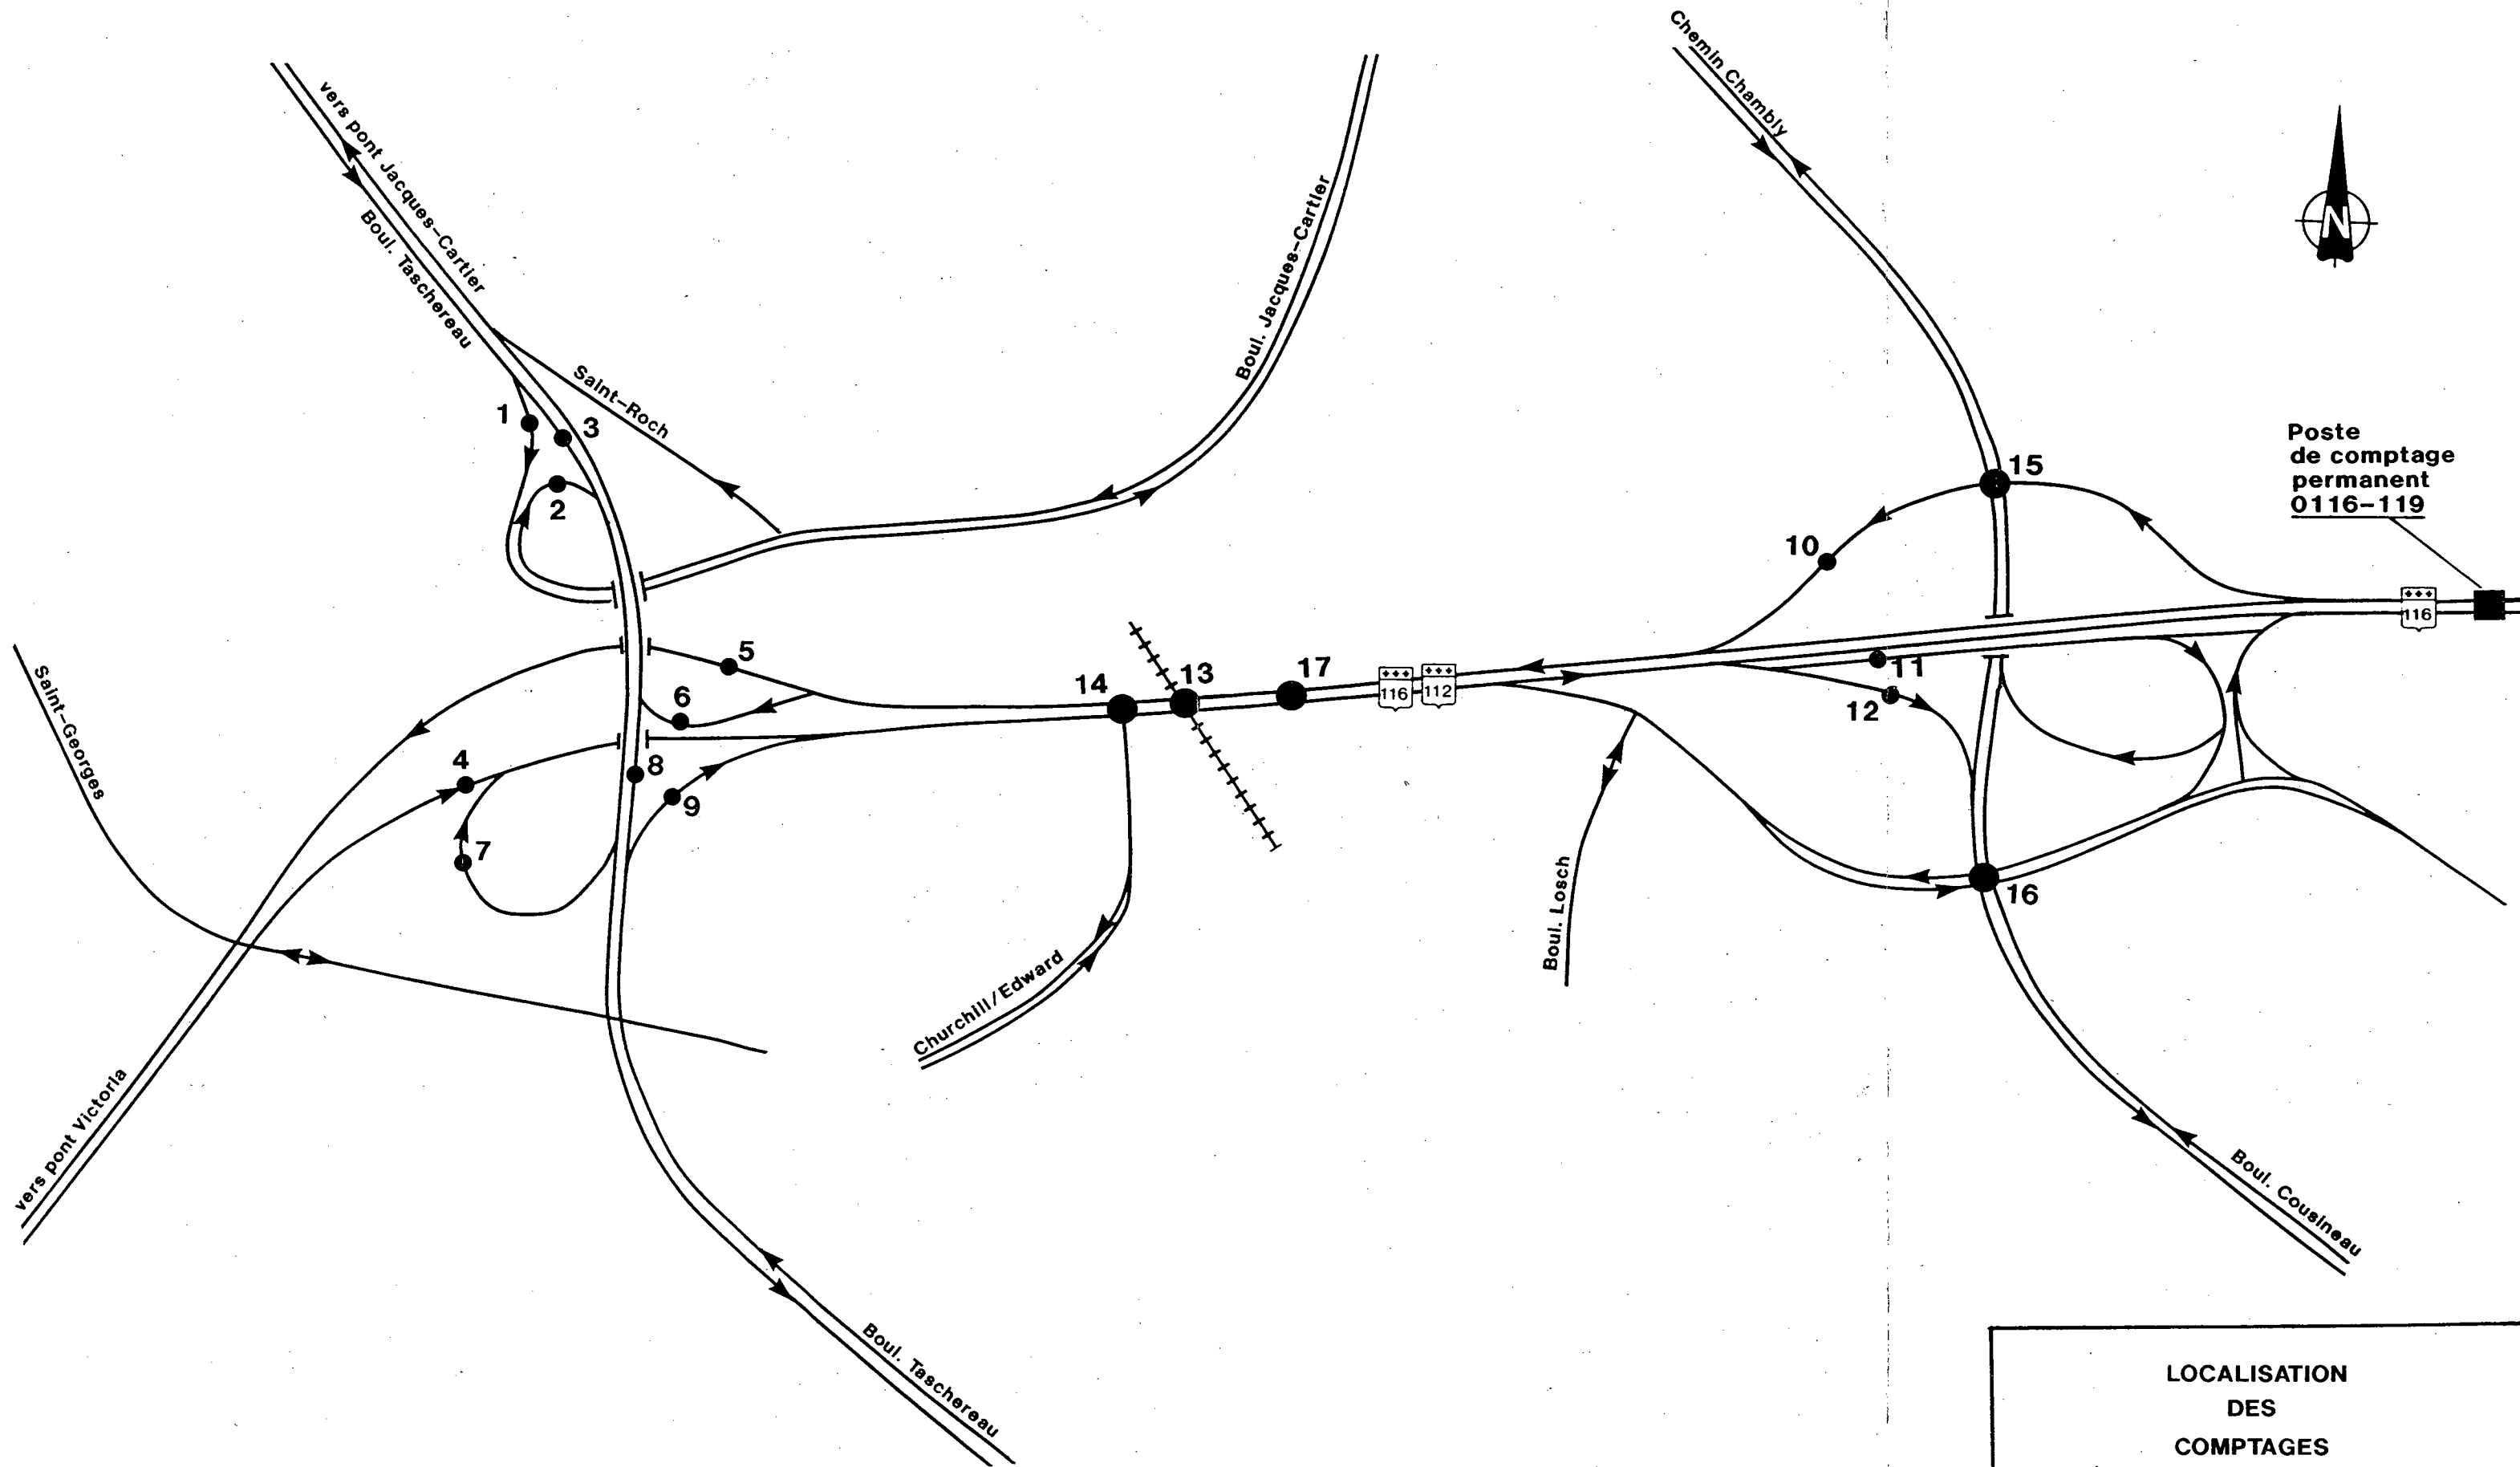 Chemin Chambly
vers pont Jacques-Cartier
Boul. Taschereau
Boul. Jacques-Cartier
N
Saint-Roch
1
3
2
15
Poste
de comptage
permanent
0116-119
10
116
5
6
14
13
17
116
112
11
12
Saint-Georges
4
8
9
7
16
Boul. Losch
Churchill/Edward
vers pont Victoria
Boul. Cousineau
Boul. Taschereau
LOCALISATION
DES
COMPTAGES